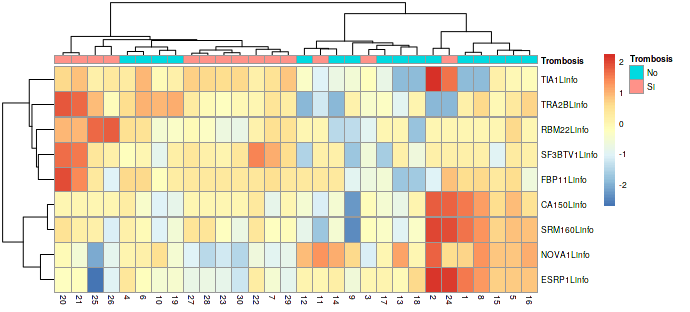 Trombosis
TIA1Linfo
TRA2BLinfo
RBM22Linfo
SF3BTV1Linfo
FBP11Linfo
CA150Linfo
SRM160Linfo
NOVA1Linfo
ESRP1Linfo
20 21 25 26 4 6 10 19 27 28 23 30 22 7 29 12 11 14 9 3 17 13 18 2 24 1 8 15 5 16
2
1
0
-1
-2
Trombosis
No
Si